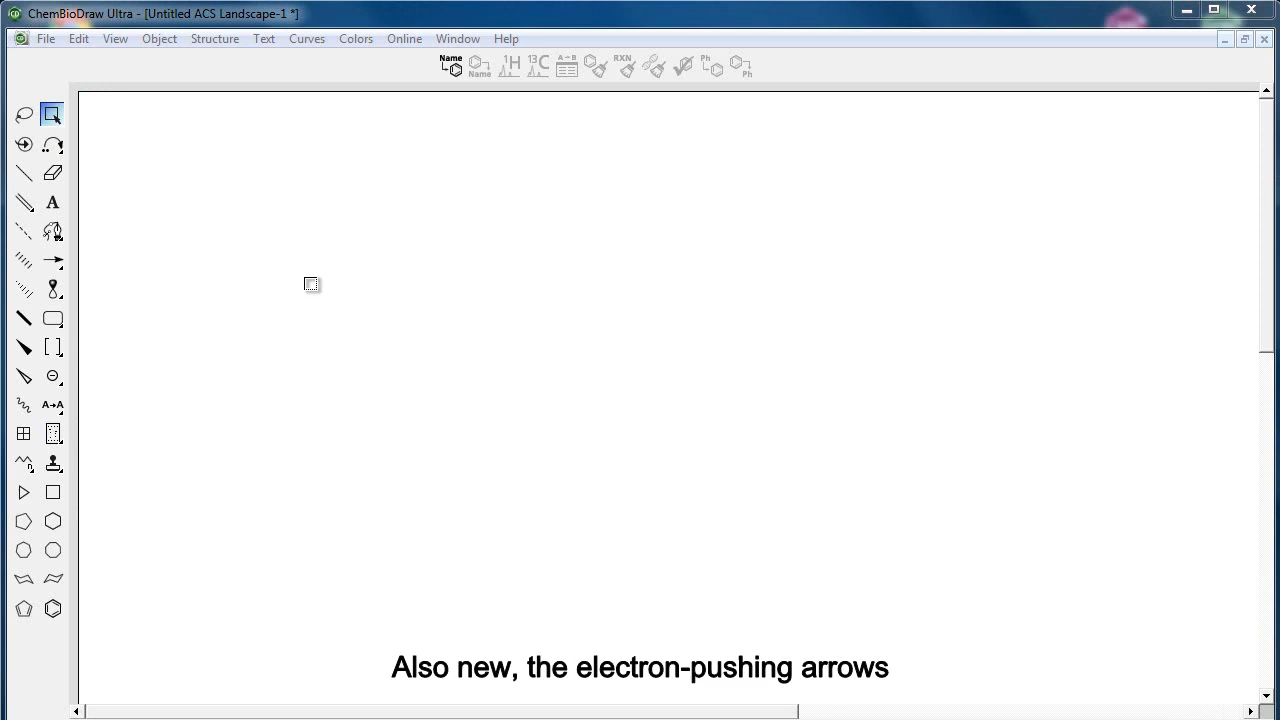 ChemBioDraw Ultra - [Untitled ACS Landscape-1 *]
File Edit View Object Structure Text Curves Colors Online Window Help
Name Name 1H 13C A→B RXN Ph Ph
A
A→A
n
Also new, the electron-pushing arrows